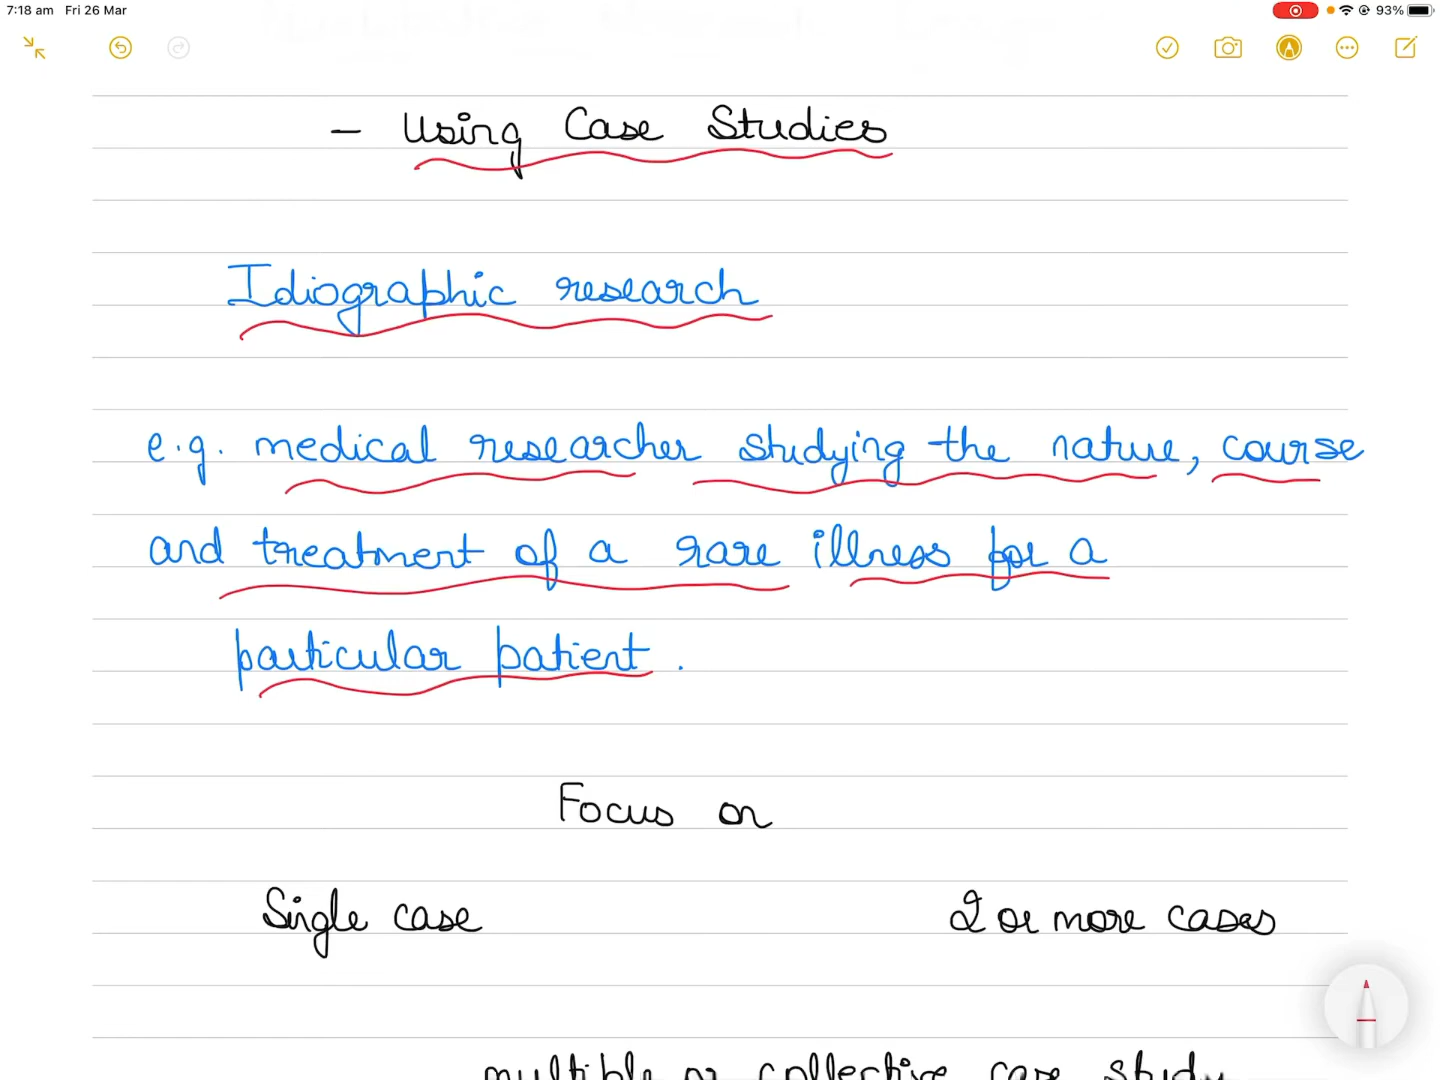 7:18 am Fri 26 Mar 93%
- Using Case Studies
Idiographic research
e.g. medical researcher studying the nature, course
and treatment of a rare illness for a
particular patient.
Focus on
Single case 2 or more cases
multiple or collective case study